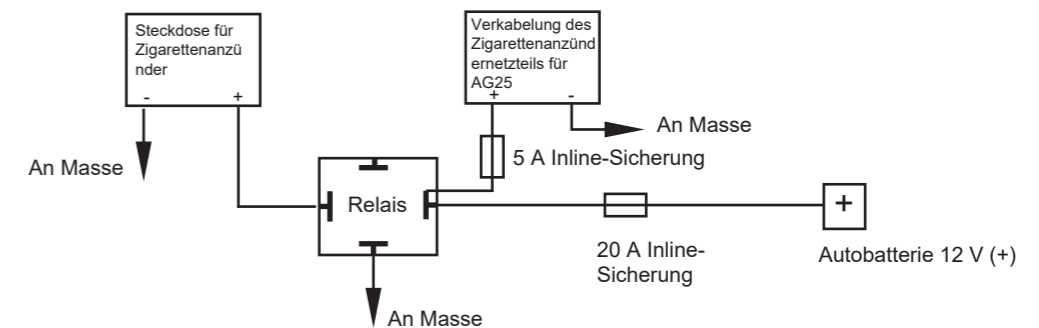 Steckdose für
Zigarettenanzü
nder
- +
An Masse
Verkabelung des
Zigarettenanzünd
ernetzteils für
AG25
+ -
An Masse
5 A Inline-Sicherung
Relais
+
20 A Inline-
Sicherung
Autobatterie 12 V (+)
An Masse